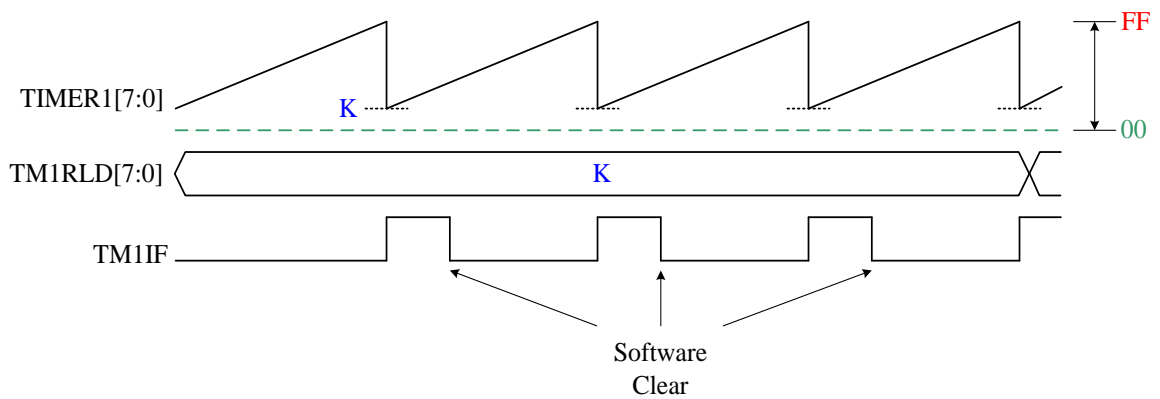 FF
TIMER1[7:0]
K
00
TM1RLD[7:0]
K
TM1IF
Software
Clear